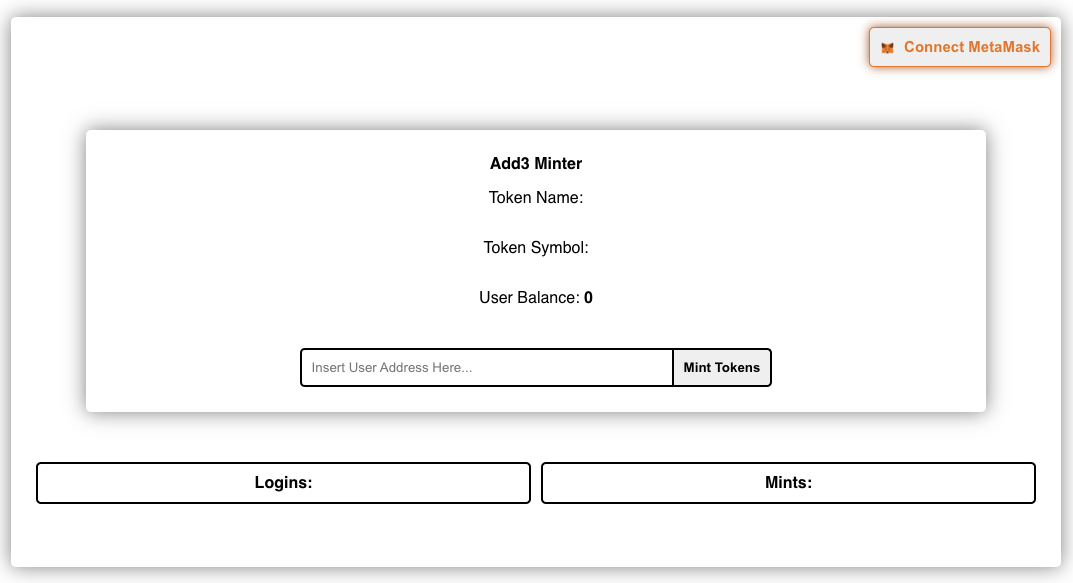 Connect MetaMask
Add3 Minter
Token Name:
Token Symbol:
User Balance: 0
Insert User Address Here...
Mint Tokens
Logins:
Mints: